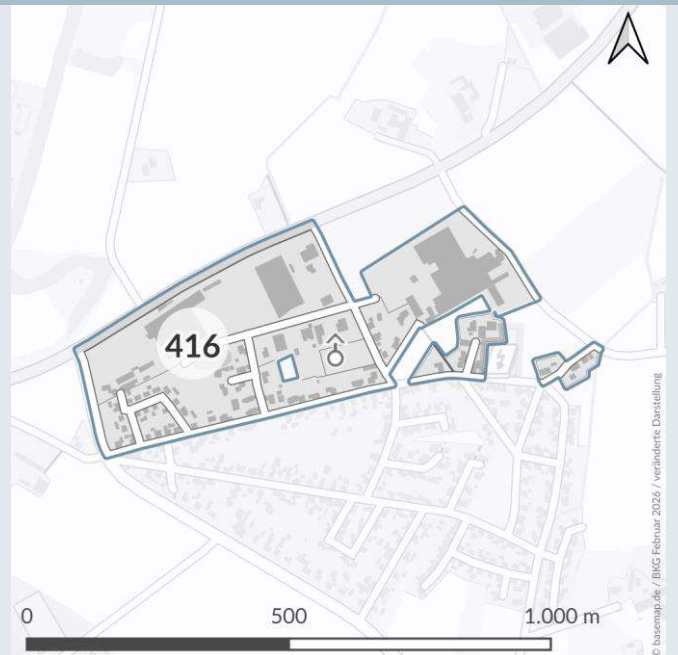 416
0 500 1.000 m
© basemap.de / BKG Februar 2026 / veränderte Darstellung